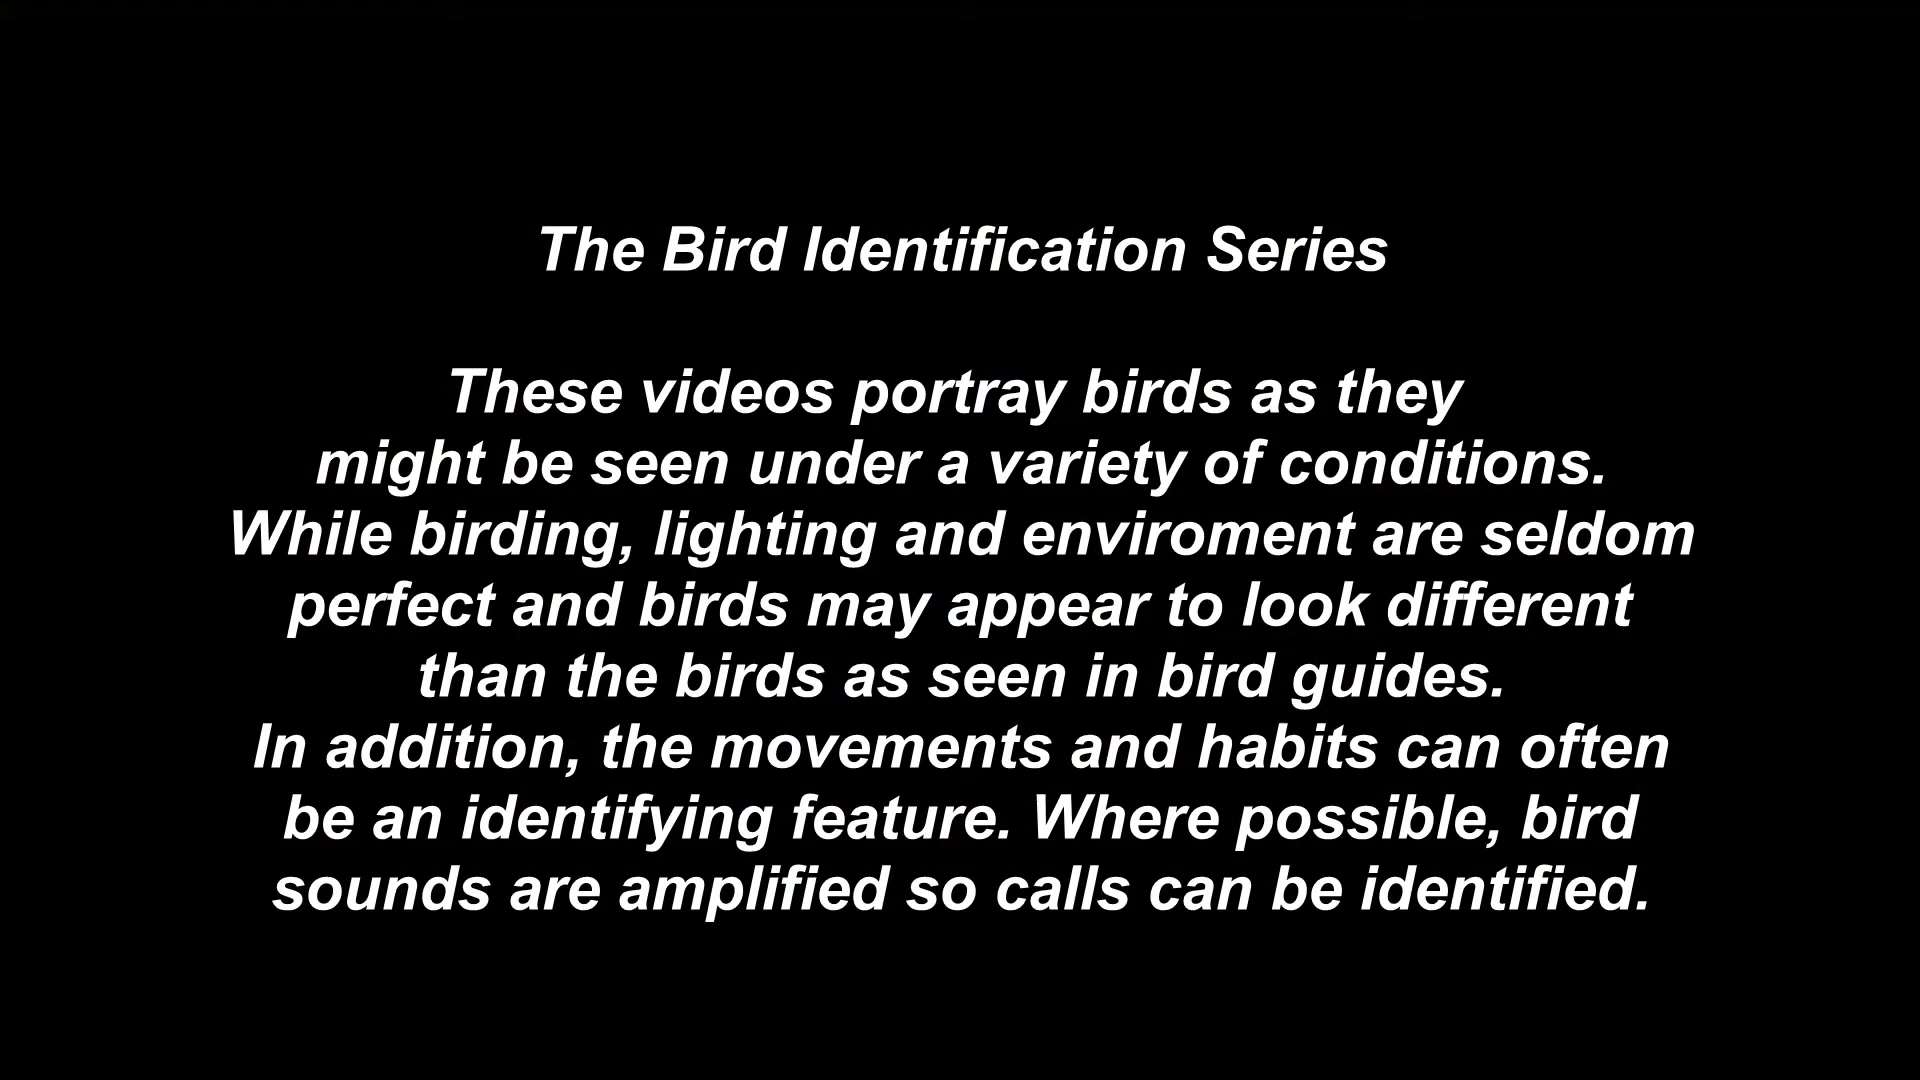 The Bird Identification Series
These videos portray birds as they
might be seen under a variety of conditions.
While birding, lighting and enviroment are seldom
perfect and birds may appear to look different
than the birds as seen in bird guides.
In addition, the movements and habits can often
be an identifying feature. Where possible, bird
sounds are amplified so calls can be identified.